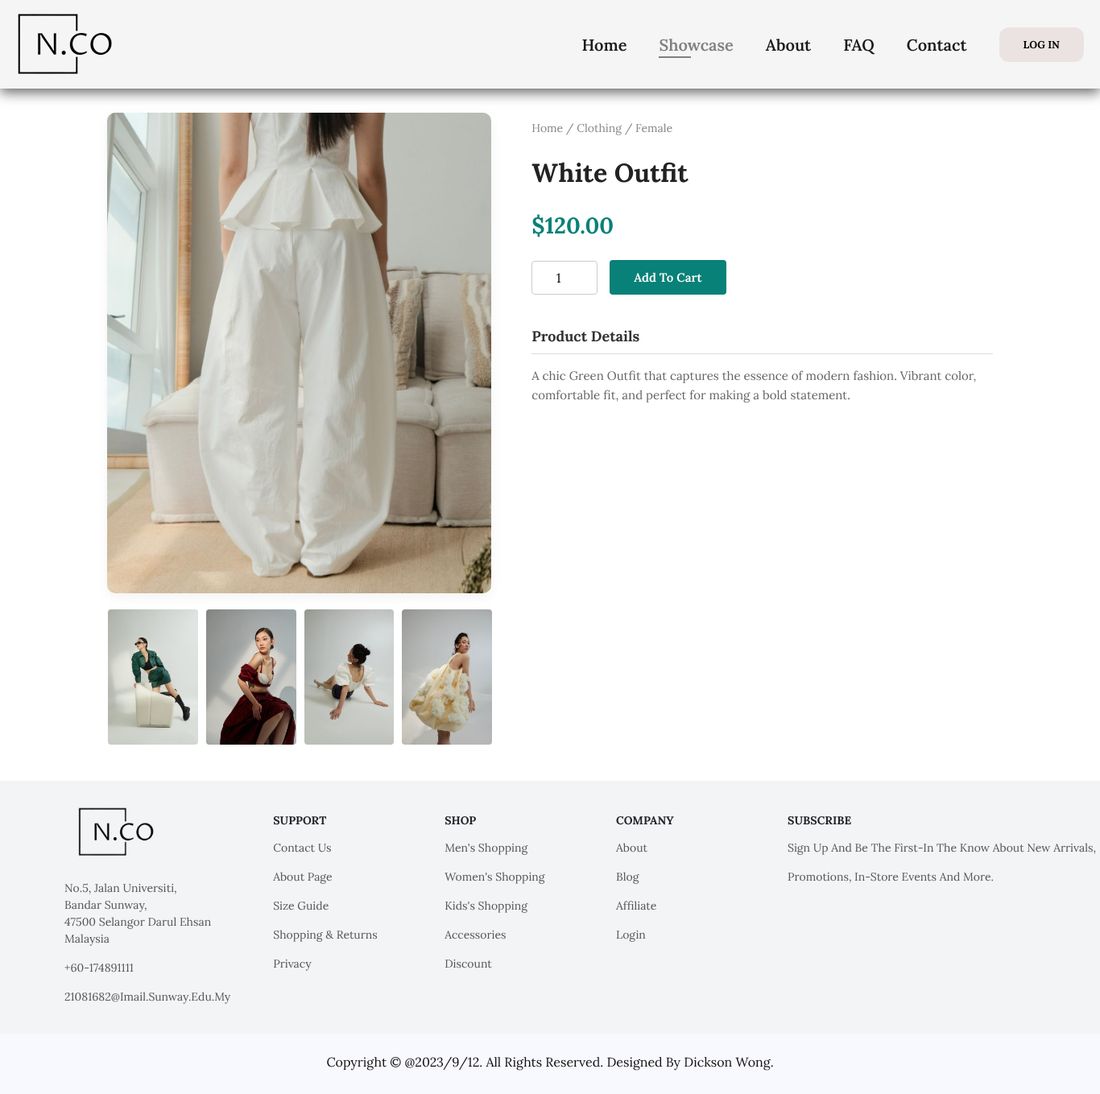 N.CO
Home
Showcase
About
FAQ
Contact
LOG IN
Home / Clothing / Female
White Outfit
$120.00
1
Add To Cart
Product Details
A chic Green Outfit that captures the essence of modern fashion. Vibrant color,
comfortable fit, and perfect for making a bold statement.
N.CO
No.5, Jalan Universiti,
Bandar Sunway,
47500 Selangor Darul Ehsan
Malaysia
+60-174891111
21081682@Imail.Sunway.Edu.My
SUPPORT
Contact Us
About Page
Size Guide
Shopping & Returns
Privacy
SHOP
Men's Shopping
Women's Shopping
Kids's Shopping
Accessories
Discount
COMPANY
About
Blog
Affiliate
Login
SUBSCRIBE
Sign Up And Be The First-In The Know About New Arrivals,
Promotions, In-Store Events And More.
Copyright © @2023/9/12. All Rights Reserved. Designed By Dickson Wong.